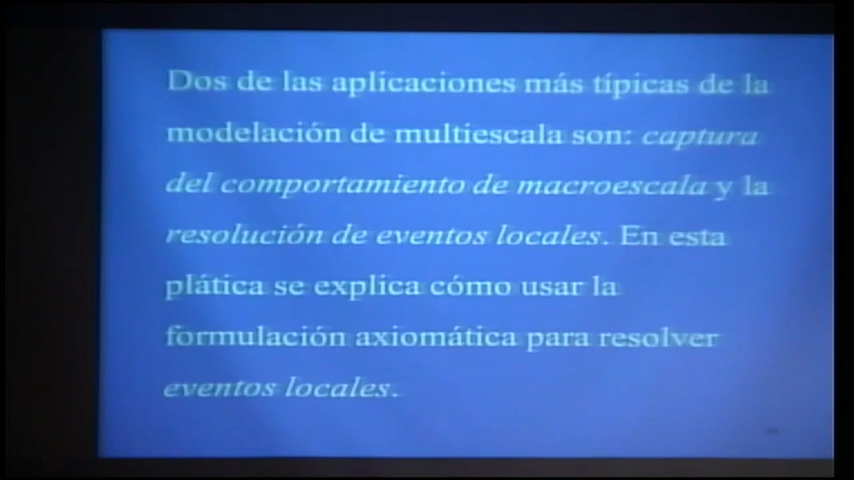 Dos de las aplicaciones más típicas de la
modelación de multiescala son: captura
del comportamiento de macroescala y la
resolución de eventos locales. En esta
plática se explica cómo usar la
formulación axiomática para resolver
eventos locales.